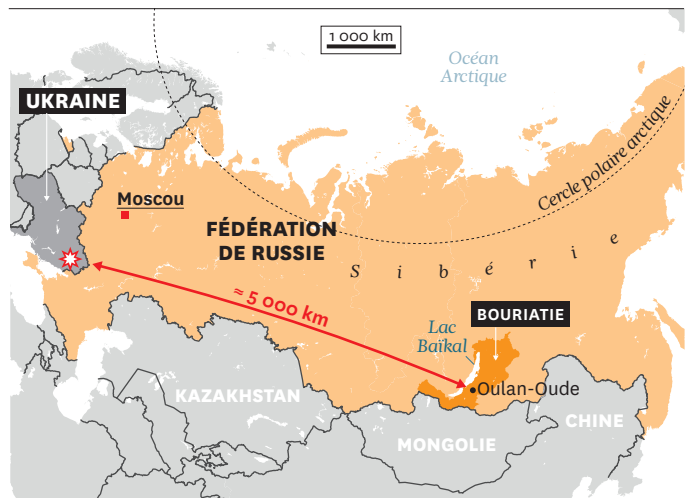 1 000 km
Océan
Arctique
UKRAINE
Cercle polaire arctique
Moscou
FÉDÉRATION
DE RUSSIE
Sibérie
≈ 5 000 km
BOURIATIE
Lac
Baïkal
Oulan-Oude
KAZAKHSTAN
CHINE
MONGOLIE